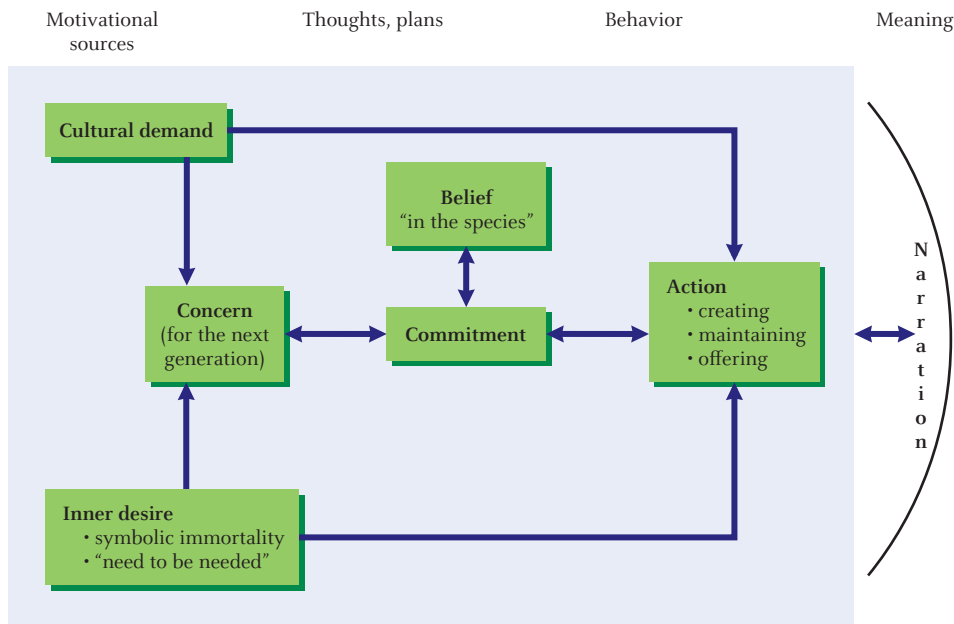 Motivational
sources
Thoughts, plans
Behavior
Meaning
Cultural demand
Belief
“in the species”
Concern
(for the next
generation)
Commitment
Action
• creating
• maintaining
• offering
Inner desire
• symbolic immortality
• “need to be needed”
Narration